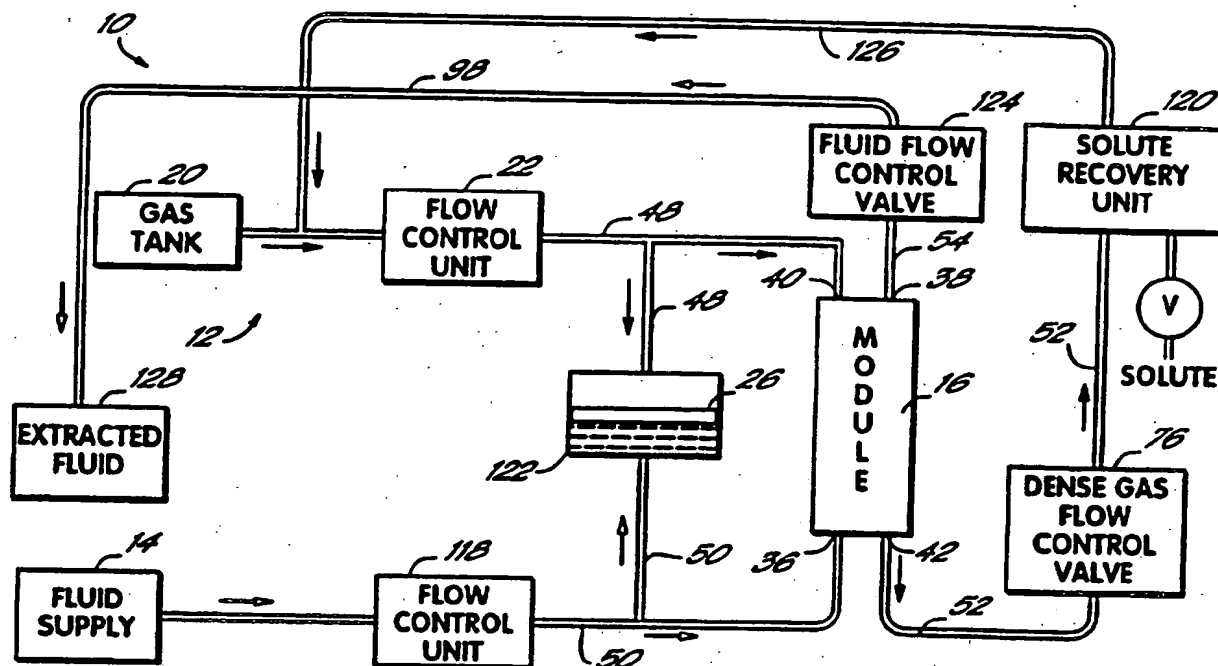 10
126
98
124
120
FLUID FLOW
CONTROL
VALVE
SOLUTE
RECOVERY
UNIT
20
GAS
TANK
22
FLOW
CONTROL
UNIT
48
54
40
38
48
V
SOLUTE
12
52
128
EXTRACTED
FLUID
26
122
MODULE
16
76
DENSE GAS
FLOW
CONTROL
VALVE
14
FLUID
SUPPLY
118
FLOW
CONTROL
UNIT
50
36
42
50
52